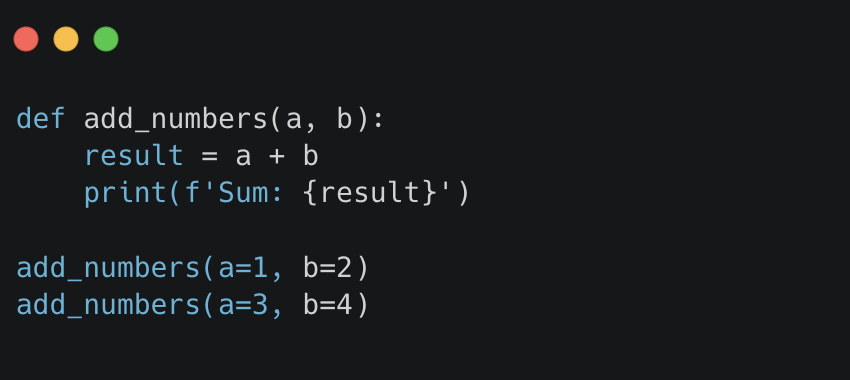 def add_numbers(a, b):
    result = a + b
    print(f'Sum: {result}')
add_numbers(a=1, b=2)
add_numbers(a=3, b=4)